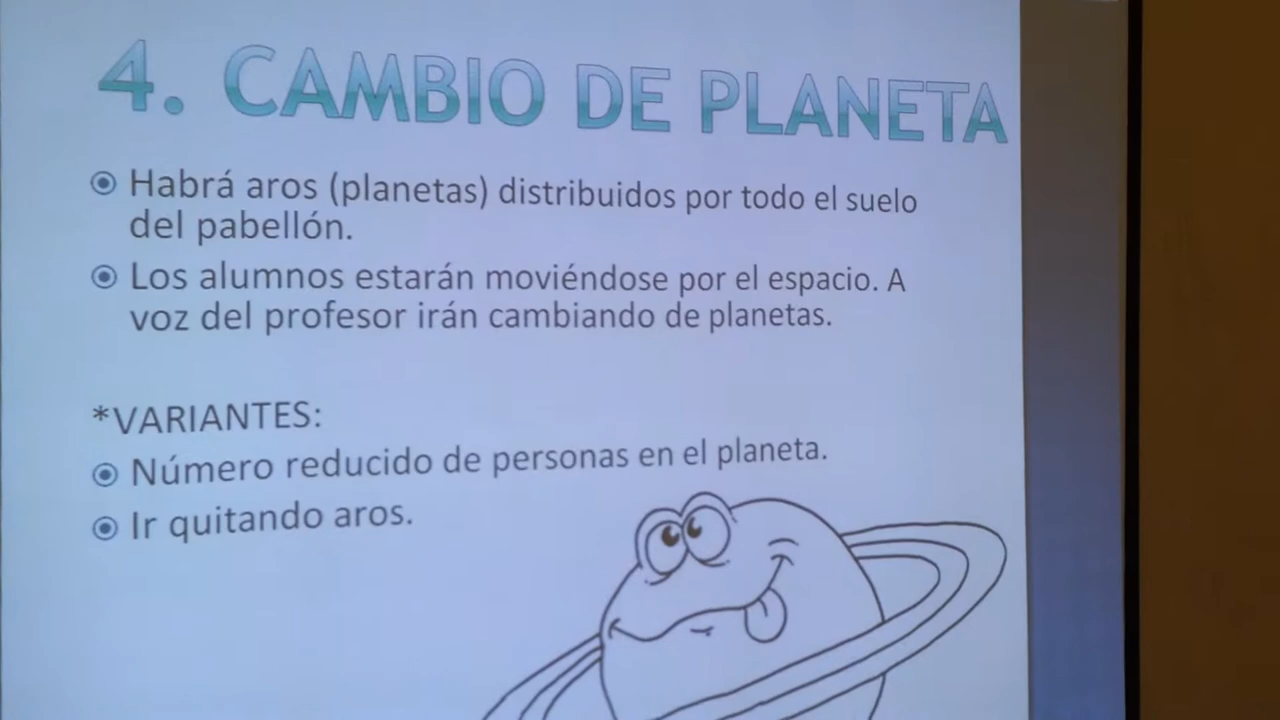 4. CAMBIO DE PLANETA
Habrá aros (planetas) distribuidos por todo el suelo
del pabellón.
Los alumnos estarán moviéndose por el espacio. A
voz del profesor irán cambiando de planetas.
*VARIANTES:
Número reducido de personas en el planeta.
Ir quitando aros.